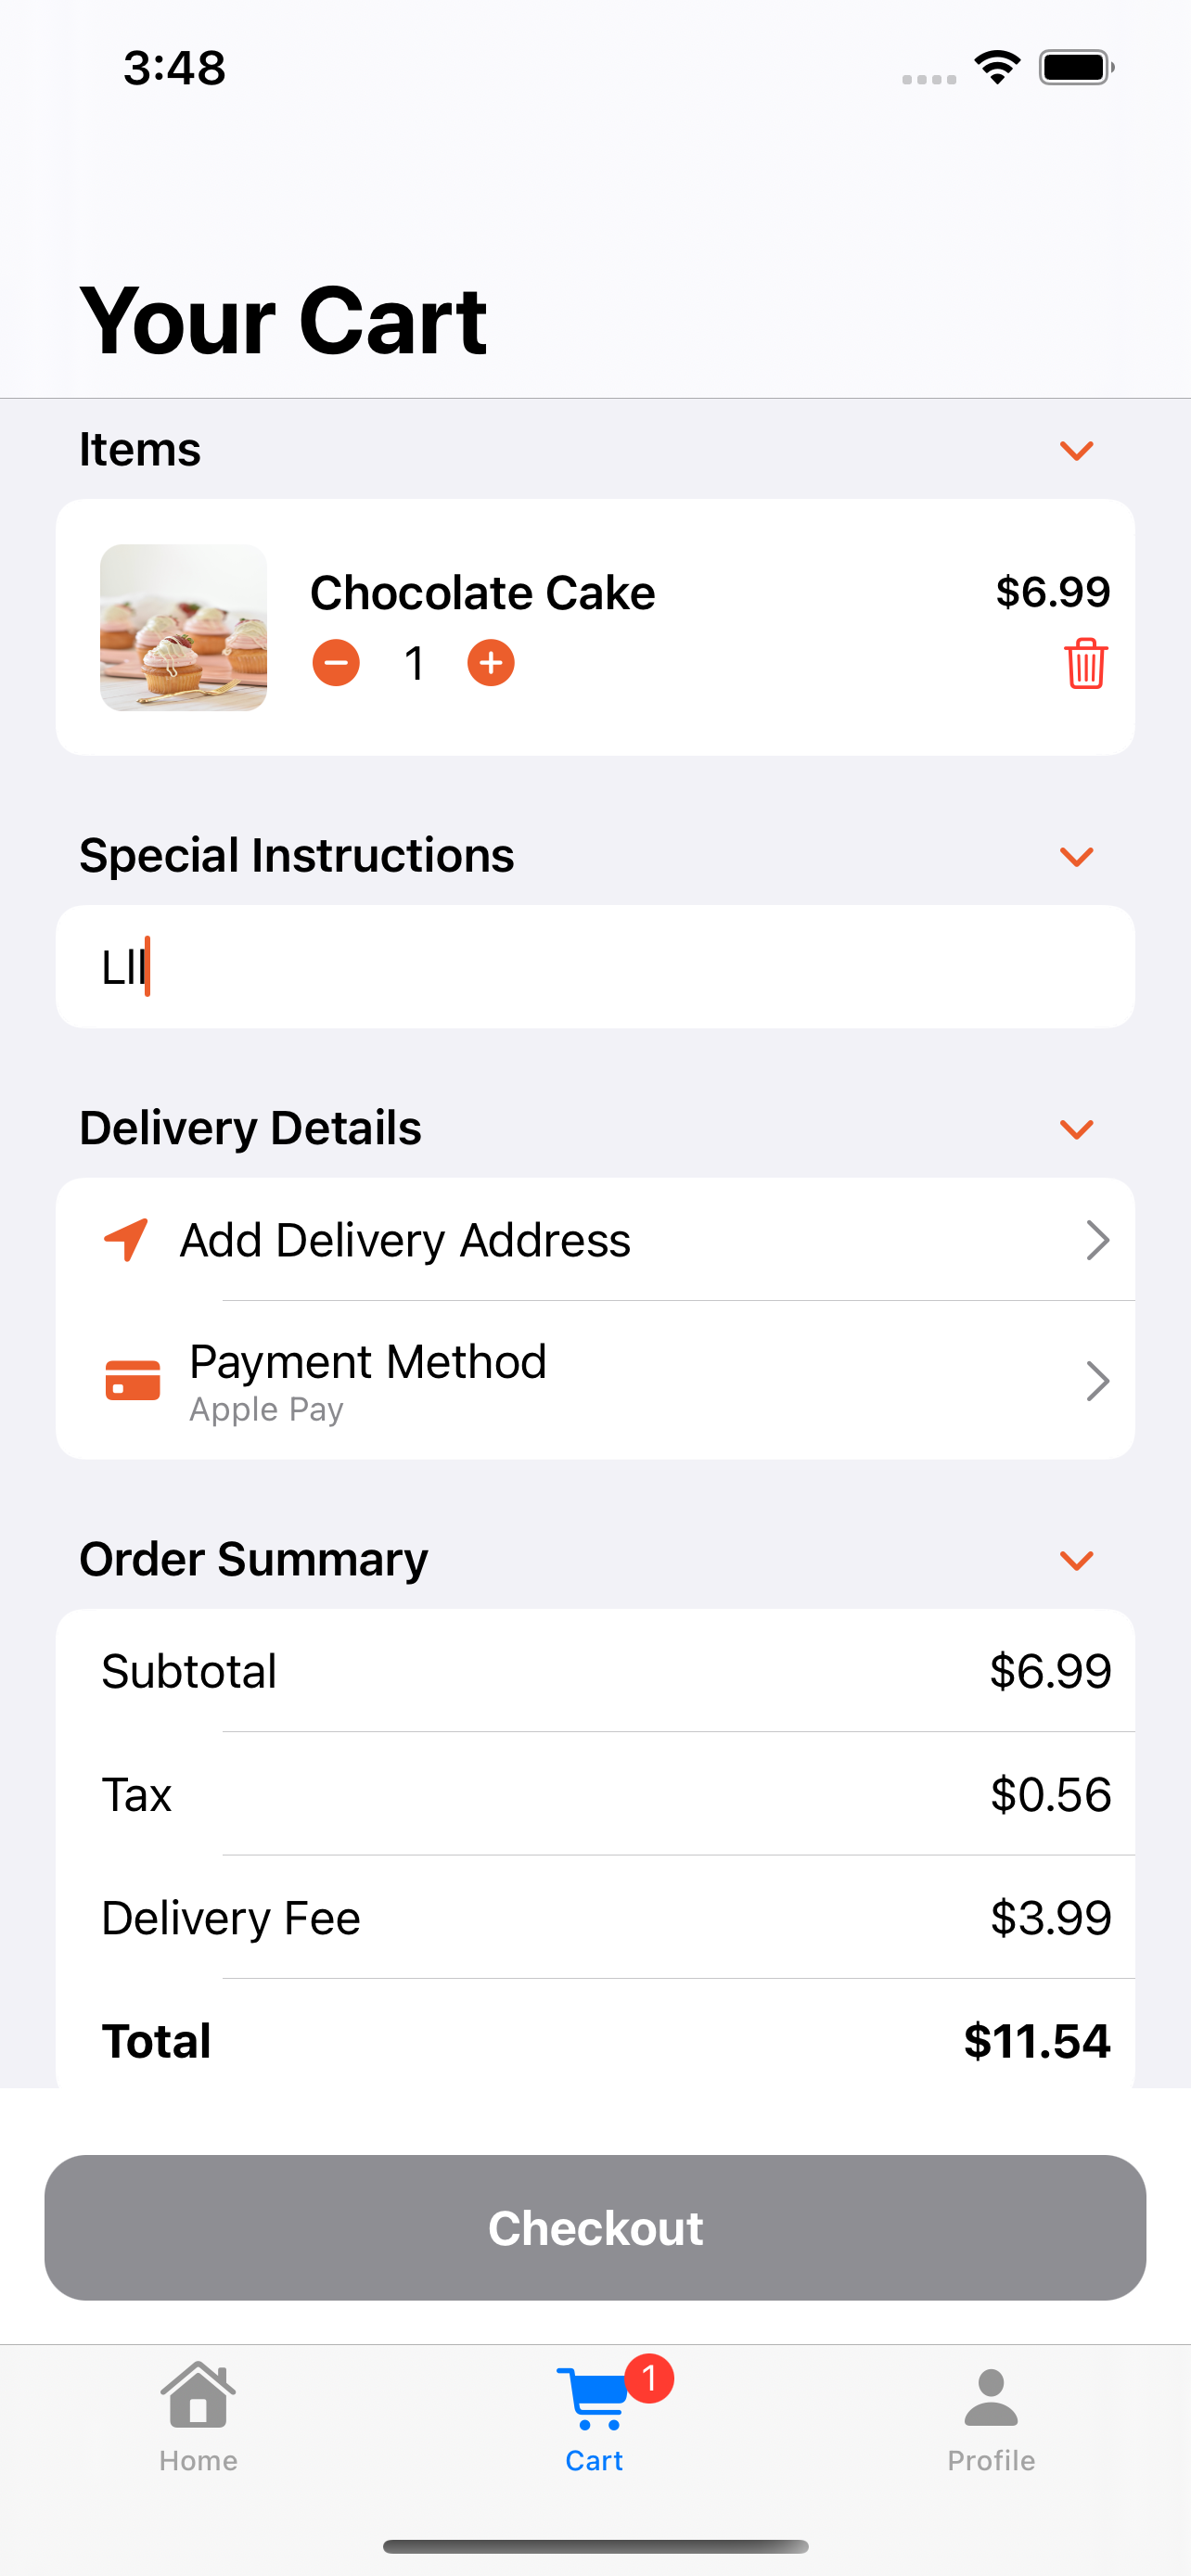 3:48
Your Cart
Items
Chocolate Cake
$6.99
1
Special Instructions
Lll
Delivery Details
Add Delivery Address
Payment Method
Apple Pay
Order Summary
Subtotal $6.99
Tax $0.56
Delivery Fee $3.99
Total $11.54
Checkout
1
Home Cart Profile